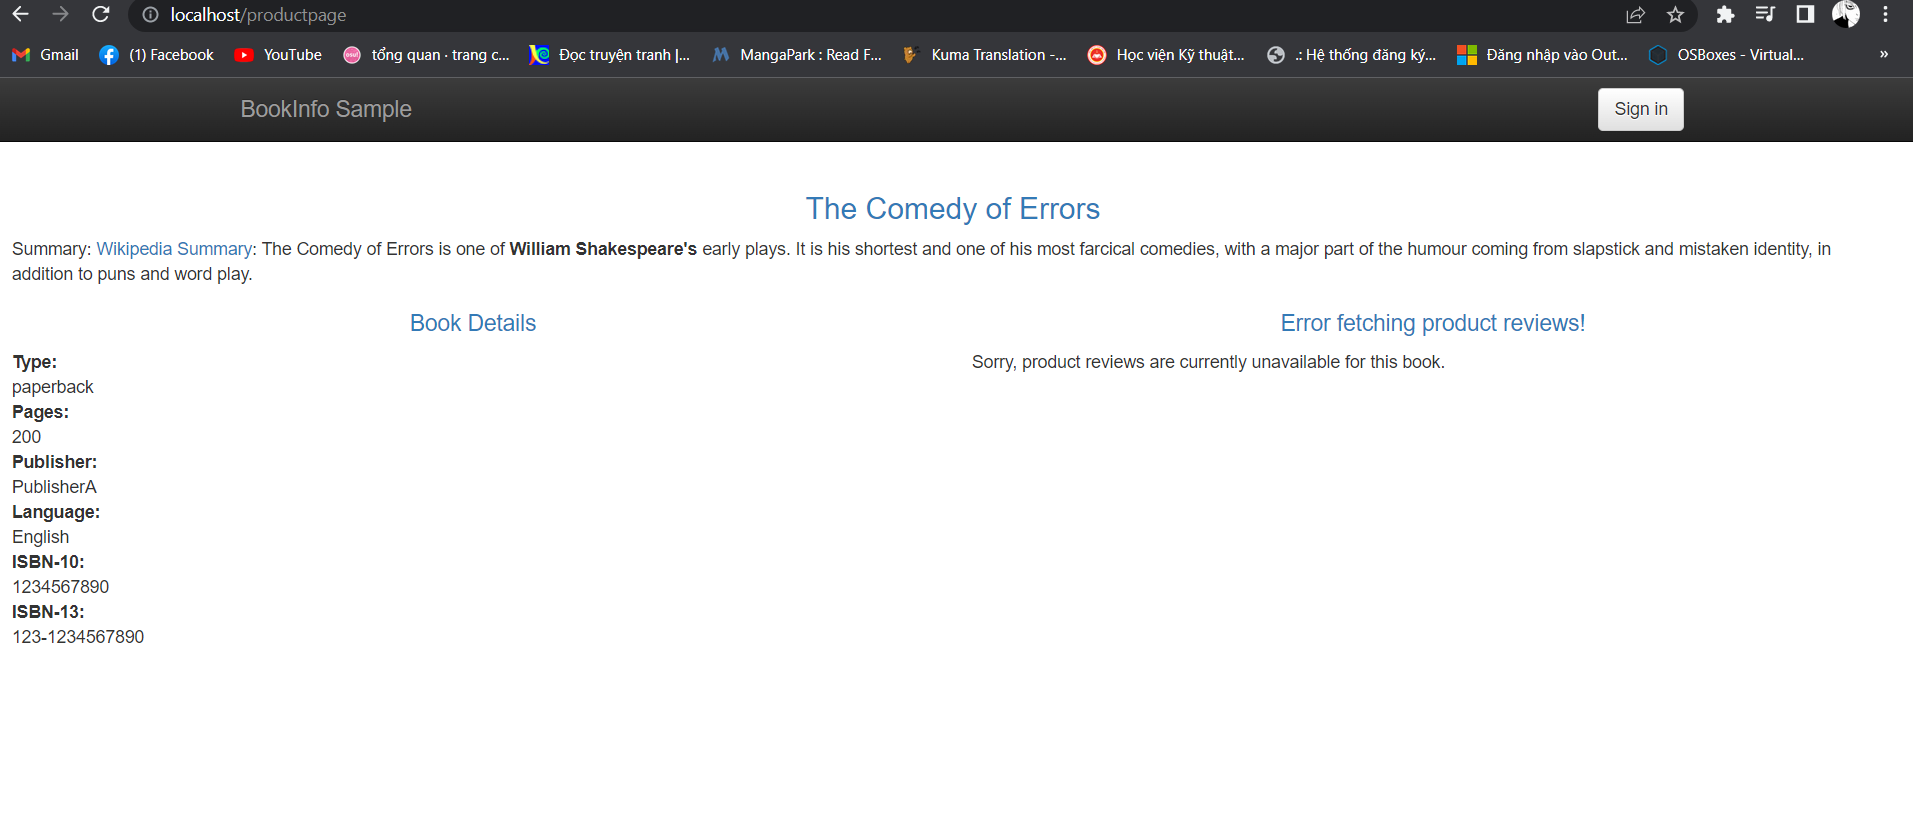 localhost/productpage
Gmail (1) Facebook YouTube tổng quan · trang c... Đọc truyện tranh |... MangaPark : Read F... Kuma Translation -... Học viện Kỹ thuật... .: Hệ thống đăng ký... Đăng nhập vào Out... OSBoxes - Virtual... »
BookInfo Sample Sign in
The Comedy of Errors
Summary: Wikipedia Summary: The Comedy of Errors is one of William Shakespeare's early plays. It is his shortest and one of his most farcical comedies, with a major part of the humour coming from slapstick and mistaken identity, in
addition to puns and word play.
Book Details
Type:
paperback
Pages:
200
Publisher:
PublisherA
Language:
English
ISBN-10:
1234567890
ISBN-13:
123-1234567890
Error fetching product reviews!
Sorry, product reviews are currently unavailable for this book.